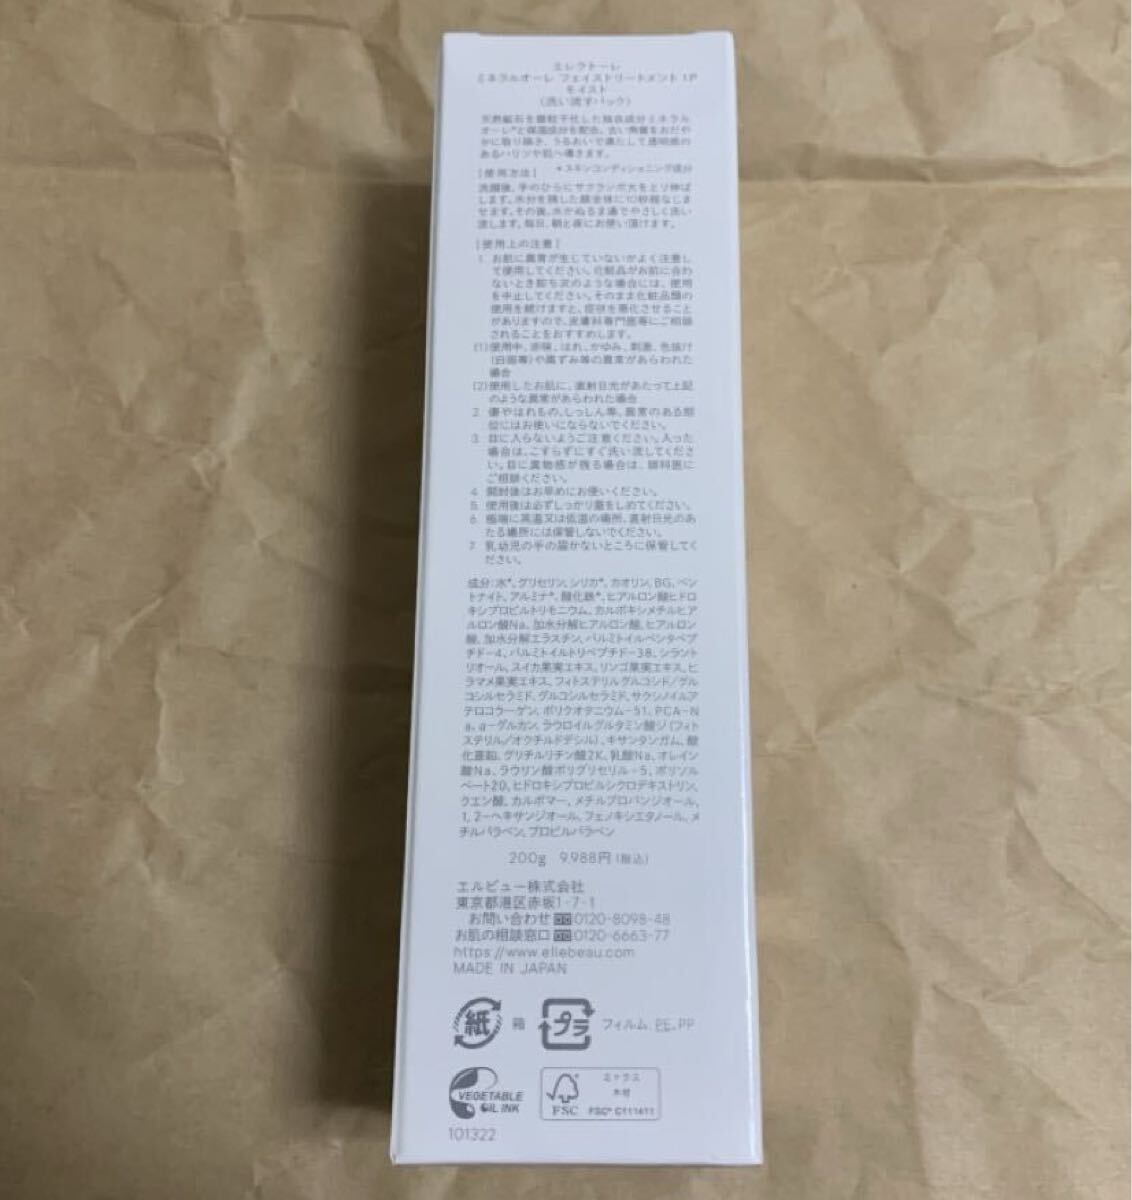 ミレクトーレ
ミネラルオーレ フェイストリートメント LP
モイスト
(洗い流すパック)
天然鉱石を微粒子化した独自成分ミネラル
オーレ*と保湿成分を配合。古い角層をおだや
かに取り除き、うるおいで満たして透明感の
あるハリツヤ肌へ導きます。
*スキンコンディショニング成分
[使用方法]
洗顔後、手のひらにサクランボ大をとり伸ば
します。水分を残した顔全体に10秒程なじま
せます。その後、水かぬるま湯でやさしく洗い
流します。毎日、朝と夜にお使い頂けます。
[使用上の注意]
1. お肌に異常が生じていないかよく注意し
て使用してください。化粧品がお肌に合わ
ないとき即ち次のような場合には、使用
を中止してください。そのまま化粧品類の
使用を続けますと、症状を悪化させること
がありますので、皮膚科専門医等にご相談
されることをおすすめします。
(1)使用中、赤味、はれ、かゆみ、刺激、色抜け
(白斑等)や黒ずみ等の異常があらわれた
場合
(2)使用したお肌に、直射日光があたって上記
のような異常があらわれた場合
2. 傷やはれもの、しっしん等、異常のある部
位にはお使いにならないでください。
3. 目に入らないようご注意ください。入った
場合は、こすらずにすぐ洗い流してくださ
い。目に異物感が残る場合は、眼科医に
ご相談ください。
4. 開封後はお早めにお使いください。
5. 使用後は必ずしっかり蓋をしめてください。
6. 極端に高温又は低温の場所、直射日光のあ
たる場所には保管しないでください。
7. 乳幼児の手の届かないところに保管してく
ださい。
成分:水*、グリセリン、シリカ*、カオリン、BG、ベン
トナイト、アルミナ*、酸化鉄*、ヒアルロン酸ヒドロ
キシプロピルトリモニウム、カルボキシメチルヒア
ルロン酸Na、加水分解ヒアルロン酸、ヒアルロン
酸、加水分解エラスチン、パルミトイルペンタペプ
チド-4、パルミトイルトリペプチド-38、シラント
リオール、スイカ果実エキス、リンゴ果実エキス、ヒ
ラマメ果実エキス、フィトステリルグルコシド/グル
コシルセラミド、グルコシルセラミド、サクシノイルア
テロコラーゲン、ポリクオタニウム-51、PCA-N
a、α-グルカン、ラウロイルグルタミン酸ジ(フィト
ステリル/オクチルドデシル)、キサンタンガム、酸
化亜鉛、グリチルリチン酸2K、乳酸Na、オレイン
酸Na、ラウリン酸ポリグリセリル-5、ポリソル
ベート20、ヒドロキシプロピルシクロデキストリン、
クエン酸、カルボマー、メチルプロパンジオール、
1,2-ヘキサンジオール、フェノキシエタノール、メ
チルパラベン、プロピルパラベン
200g 9,988円(税込)
エルビュー株式会社
東京都港区赤坂1-7-1
お問い合わせ 0120-8098-48
お肌の相談窓口 0120-6663-77
https://www.ellebeau.com
MADE IN JAPAN
紙 箱 プラ フィルム、PE、PP
VEGETABLE
OIL INK
FSC
ミックス
木材
FSC® C111411
101322